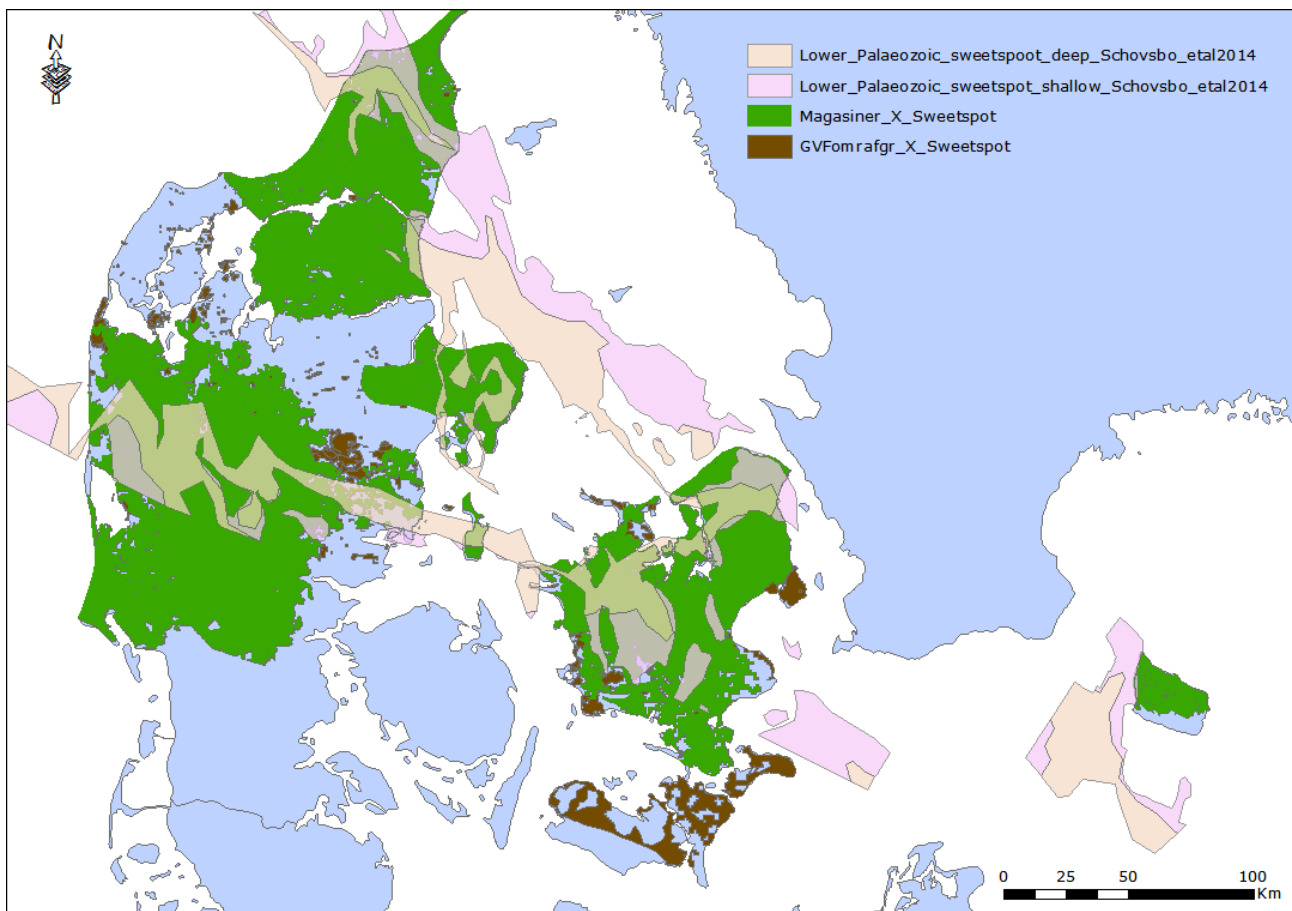 N
Lower_Palaeozoic_sweetspoot_deep_Schovsbo_etal2014
Lower_Palaeozoic_sweetspot_shallow_Schovsbo_etal2014
Magasiner_X_Sweetspot
GVFomrafgr_X_Sweetspot
0 25 50 100
Km